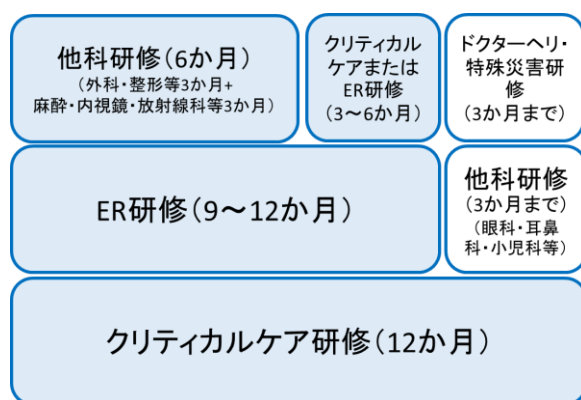 他科研修(6か月)
(外科・整形等3か月+
麻酔・内視鏡・放射線科等3か月)
クリティカル
ケアまたは
ER研修
(3～6か月)
ドクターヘリ・
特殊災害研
修
(3か月まで)
ER研修(9～12か月)
他科研修
(3か月まで)
(眼科・耳鼻
科・小児科等)
クリティカルケア研修(12か月)